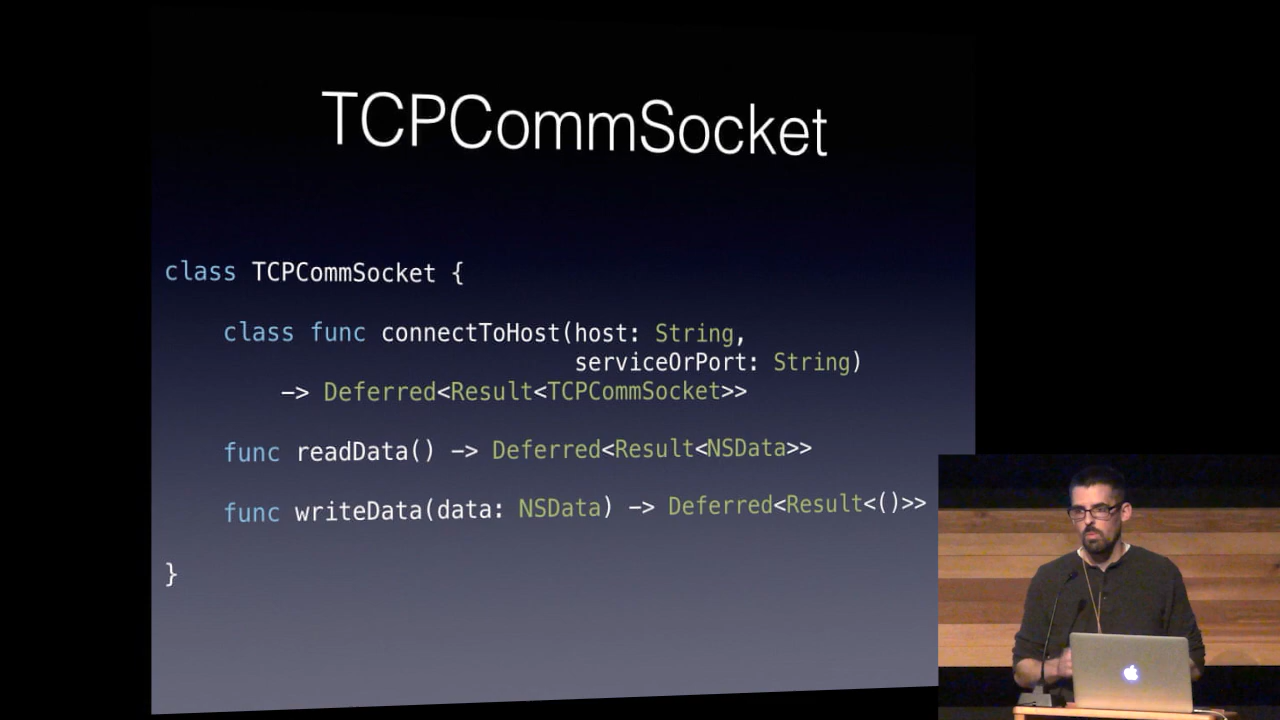 TCPCommSocket
class TCPCommSocket {
class func connectToHost(host: String,
serviceOrPort: String)
-> Deferred<Result<TCPCommSocket>>
func readData() -> Deferred<Result<NSData>>
func writeData(data: NSData) -> Deferred<Result<()>>
}